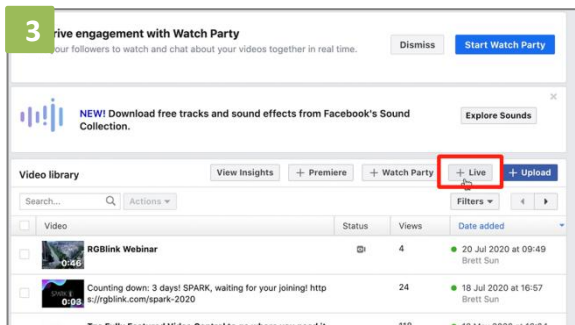 3
rive engagement with Watch Party
our followers to watch and chat about your videos together in real time.
Dismiss
Start Watch Party
NEW! Download free tracks and sound effects from Facebook's Sound
Collection.
Explore Sounds
Video library
View Insights
+ Premiere
+ Watch Party
+ Live
+ Upload
Search...
Actions
Filters
Video
Status
Views
Date added
0:46
RGBlink Webinar
4
20 Jul 2020 at 09:49
Brett Sun
0:03
Counting down: 3 days! SPARK, waiting for your joining! http
s://rgblink.com/spark-2020
24
18 Jul 2020 at 16:57
Brett Sun